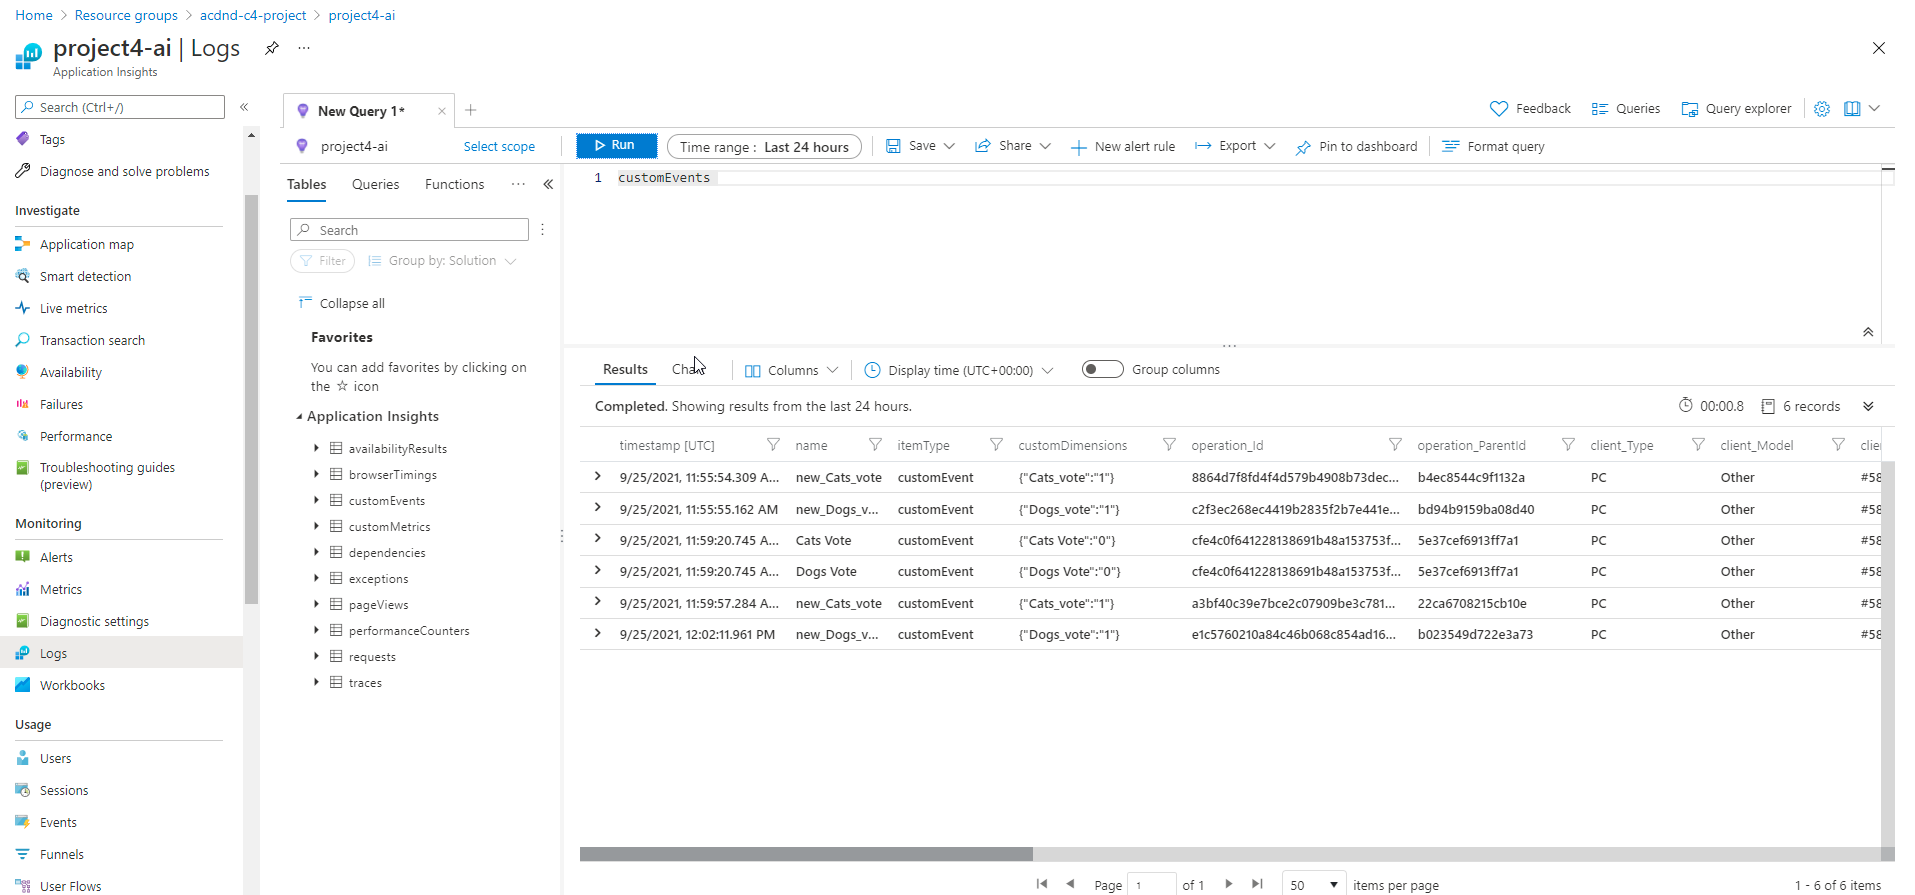 Home > Resource groups > acdnd-c4-project > project4-ai
project4-ai | Logs ...
Application Insights
Search (Ctrl+/)
«
Tags
Diagnose and solve problems
Investigate
Application map
Smart detection
Live metrics
Transaction search
Availability
Failures
Performance
Troubleshooting guides
(preview)
Monitoring
Alerts
Metrics
Diagnostic settings
Logs
Workbooks
Usage
Users
Sessions
Events
Funnels
User Flows
New Query 1*
Feedback
Queries
Query explorer
project4-ai
Select scope
Run
Time range : Last 24 hours
Save
Share
New alert rule
Export
Pin to dashboard
Format query
Tables
Queries
Functions
...
«
Search
Filter
Group by: Solution
Collapse all
Favorites
You can add favorites by clicking on
the ☆ icon
Application Insights
availabilityResults
browserTimings
customEvents
customMetrics
dependencies
exceptions
pageViews
performanceCounters
requests
traces
1 customEvents
Results
Columns
Display time (UTC+00:00)
Group columns
Completed. Showing results from the last 24 hours.
00:00.8
6 records
timestamp [UTC] name itemType customDimensions operation_Id operation_ParentId client_Type client_Model clie
9/25/2021, 11:55:54.309 A... new_Cats_vote customEvent {"Cats_vote":"1"} 8864d7f8fd4f4d579b4908b73dec... b4ec8544c9f1132a PC Other #58
9/25/2021, 11:55:55.162 AM new_Dogs_v... customEvent {"Dogs_vote":"1"} c2f3ec268ec4419b2835f2b7e441e... bd94b9159ba08d40 PC Other #58
9/25/2021, 11:59:20.745 A... Cats Vote customEvent {"Cats Vote":"0"} cfe4c0f641228138691b48a153753f... 5e37cef6913ff7a1 PC Other #58
9/25/2021, 11:59:20.745 A... Dogs Vote customEvent {"Dogs Vote":"0"} cfe4c0f641228138691b48a153753f... 5e37cef6913ff7a1 PC Other #58
9/25/2021, 11:59:57.284 A... new_Cats_vote customEvent {"Cats_vote":"1"} a3bf40c39e7bce2c07909be3c781... 22ca6708215cb10e PC Other #58
9/25/2021, 12:02:11.961 PM new_Dogs_v... customEvent {"Dogs_vote":"1"} e1c5760210a84c46b068c854ad16... b023549d722e3a73 PC Other #58
Page 1 of 1
50 items per page
1 - 6 of 6 items